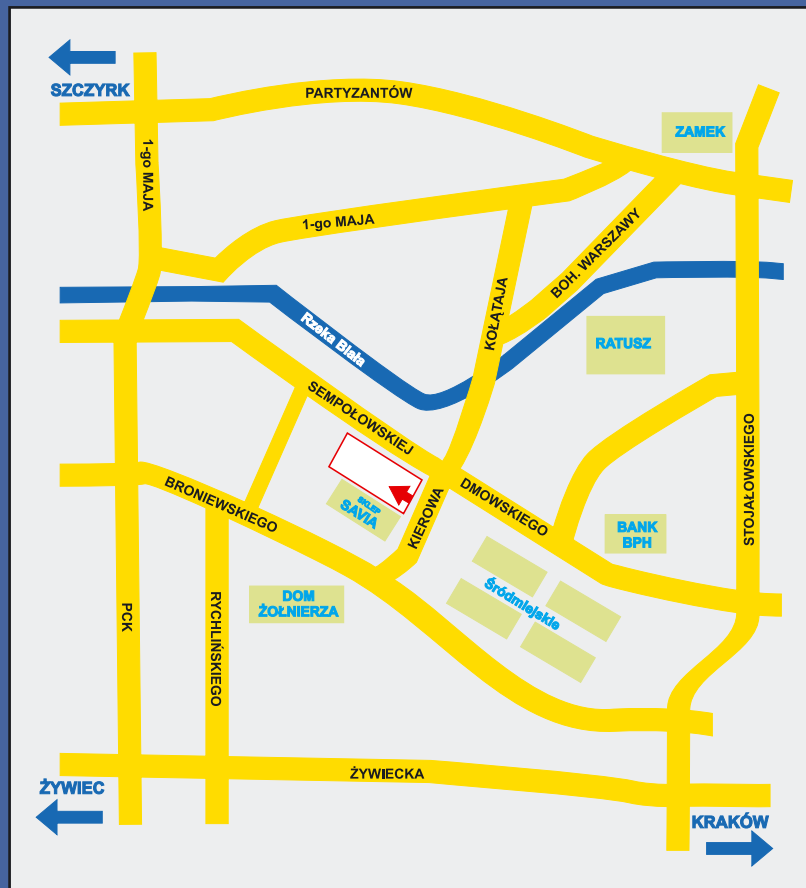 SZCZYRK
PARTYZANTÓW
ZAMEK
1-go MAJA
1-go MAJA
BOH. WARSZAWY
KOŁĄTAJA
Rzeka Biała
RATUSZ
SEMPOŁOWSKIEJ
STOJAŁOWSKIEGO
BRONIEWSKIEGO
SKLEP
SAVIA
KIEROWA
DMOWSKIEGO
BANK
BPH
Śródmiejskie
DOM
ŻOŁNIERZA
PCK
RYCHLIŃSKIEGO
ŻYWIECKA
ŻYWIEC
KRAKÓW